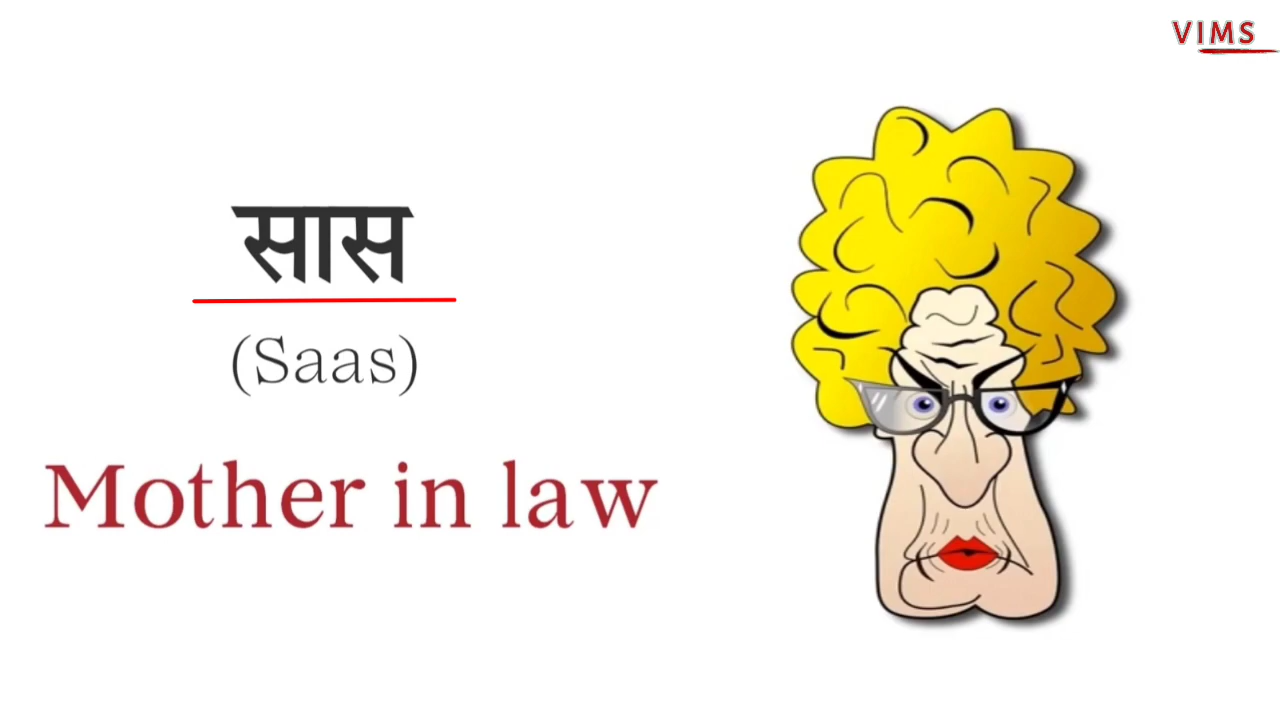 VIMS
सास
(Saas)
Mother in law